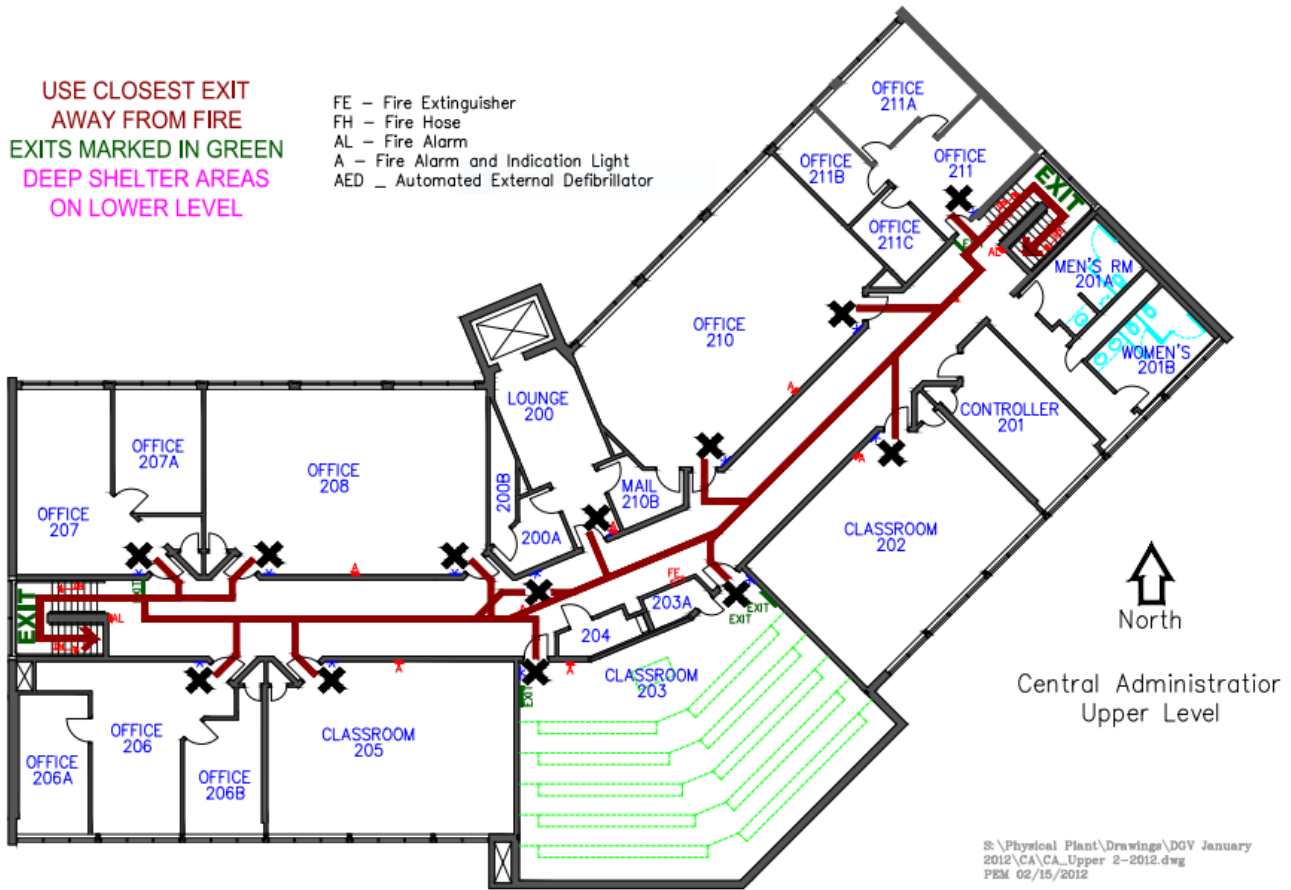 USE CLOSEST EXIT
AWAY FROM FIRE
EXITS MARKED IN GREEN
DEEP SHELTER AREAS
ON LOWER LEVEL
FE – Fire Extinguisher
FH – Fire Hose
AL – Fire Alarm
A – Fire Alarm and Indication Light
AED _ Automated External Defibrillator
OFFICE
211A
OFFICE
211B
OFFICE
211
OFFICE
211C
EXIT
AL
MEN'S RM
201A
WOMEN'S
201B
OFFICE
210
A
CONTROLLER
201
LOUNGE
200
MAIL
210B
A
200B
200A
OFFICE
207A
OFFICE
207
OFFICE
208
A
A
CLASSROOM
202
EXIT
EXIT
AL
FE
203A
204
EXIT
EXIT
A
A
CLASSROOM
203
EXIT
OFFICE
206A
OFFICE
206
OFFICE
206B
CLASSROOM
205
North
Central Administratior
Upper Level
S:\Physical Plant\Drawings\DGV January
2012\CA\CA_Upper 2-2012.dwg
PEM 02/15/2012